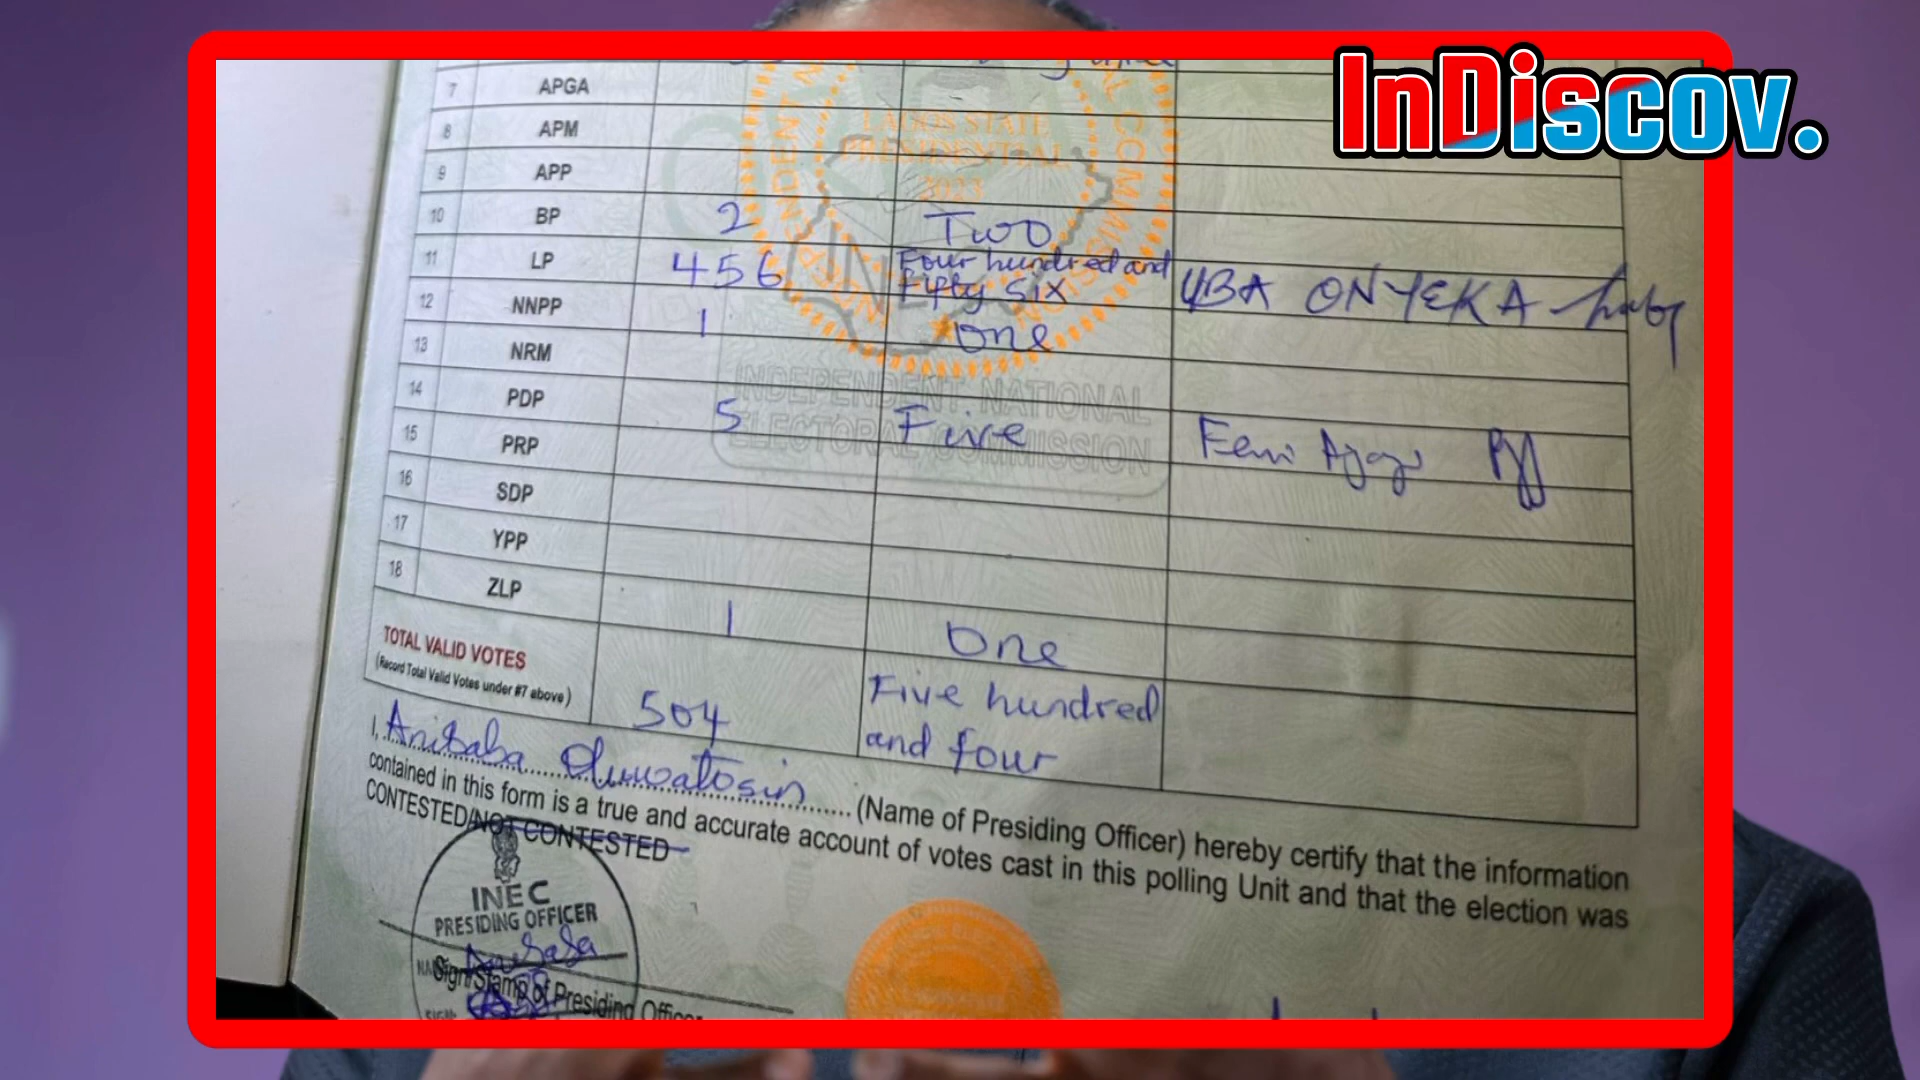 InDiscov.
7 APGA
8 APM
9 APP
10 BP 2 Two
11 LP 456 Four hundred and Fifty Six UBA ONYEKA
12 NNPP 1 One
13 NRM
14 PDP 5 Five Femi Ajayi
15 PRP
16 SDP
17 YPP
18 ZLP 1 One
TOTAL VALID VOTES 504 Five hundred
(Record Total Valid Votes under #7 above) and four
LAGOS STATE
PRESIDENTIAL
2023
INDEPENDENT NATIONAL
ELECTORAL COMMISSION
I, Anibaba Oluwatosin (Name of Presiding Officer) hereby certify that the information
contained in this form is a true and accurate account of votes cast in this polling Unit and that the election was
CONTESTED/NOT CONTESTED
INEC
PRESIDING OFFICER
Anibaba
Sign/Stamp of Presiding Officer
SIGN: